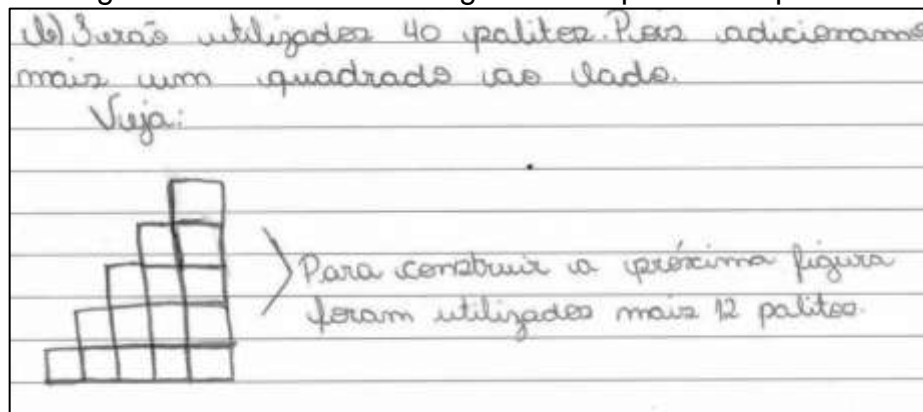 b) Serão utilizados 40 palitos. Pois adicionamos
mais um quadrado ao lado.
Veja:
Para construir a próxima figura
foram utilizados mais 12 palitos.